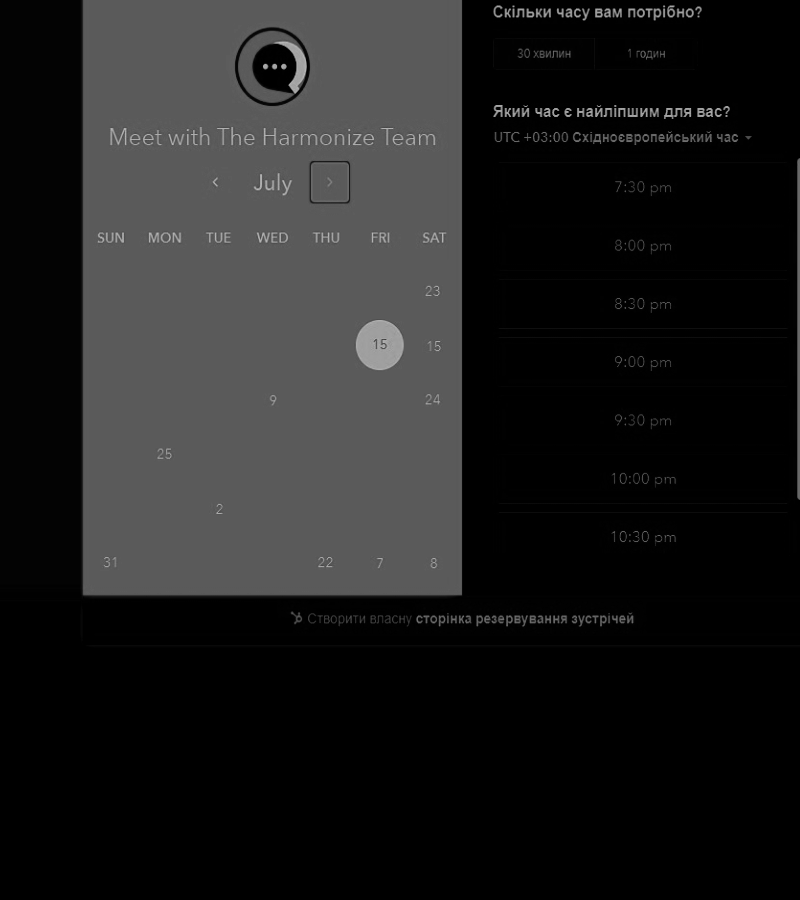 Meet with The Harmonize Team
July
SUN MON TUE WED THU FRI SAT
23
15 15
9 24
25
2
31 22 7 8
Скільки часу вам потрібно?
30 хвилин 1 годин
Який час є найліпшим для вас?
UTC +03:00 Східноєвропейський час
7:30 pm
8:00 pm
8:30 pm
9:00 pm
9:30 pm
10:00 pm
10:30 pm
Створити власну сторінка резервування зустрічей